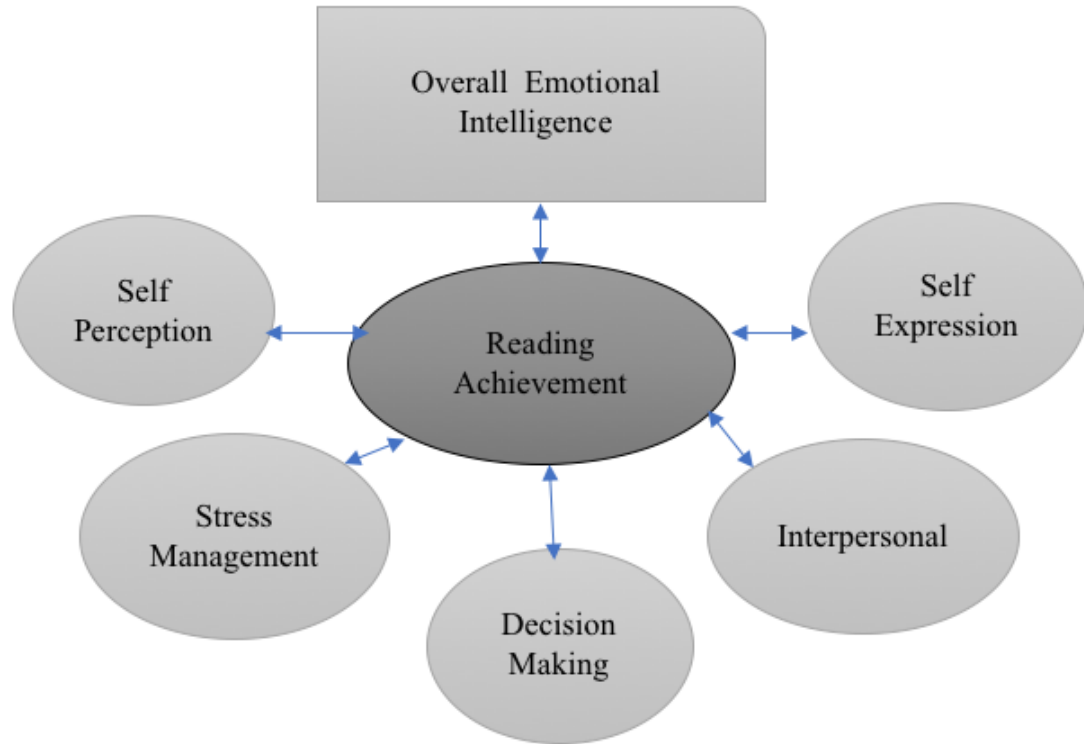 Overall Emotional
Intelligence
Self
Perception
Self
Expression
Reading
Achievement
Stress
Management
Interpersonal
Decision
Making